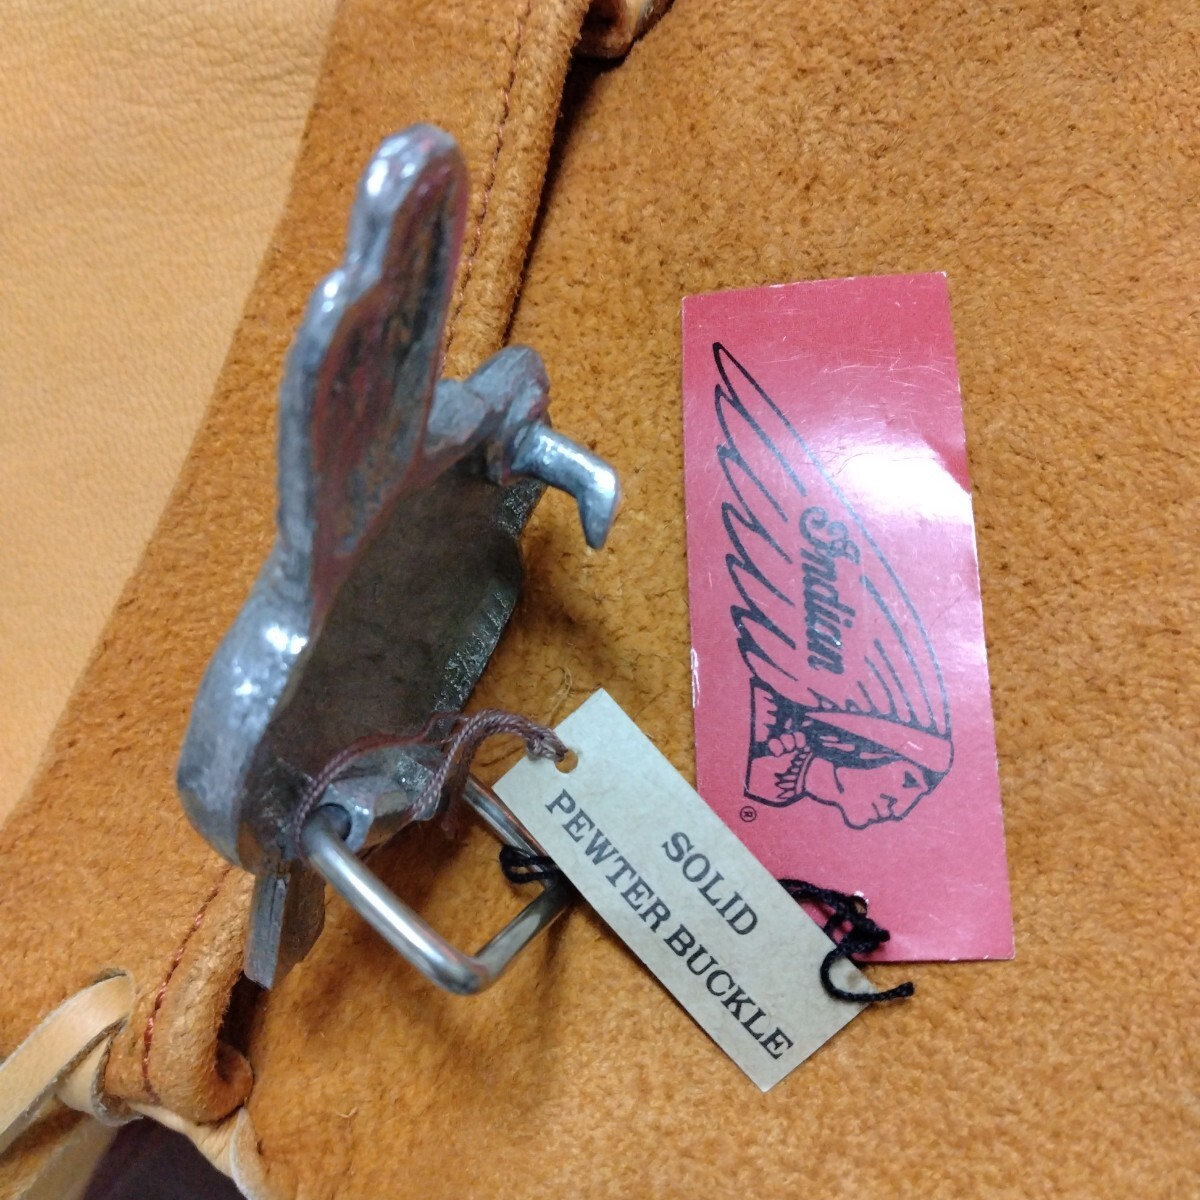 Indian
®
SOLID
PEWTER BUCKLE